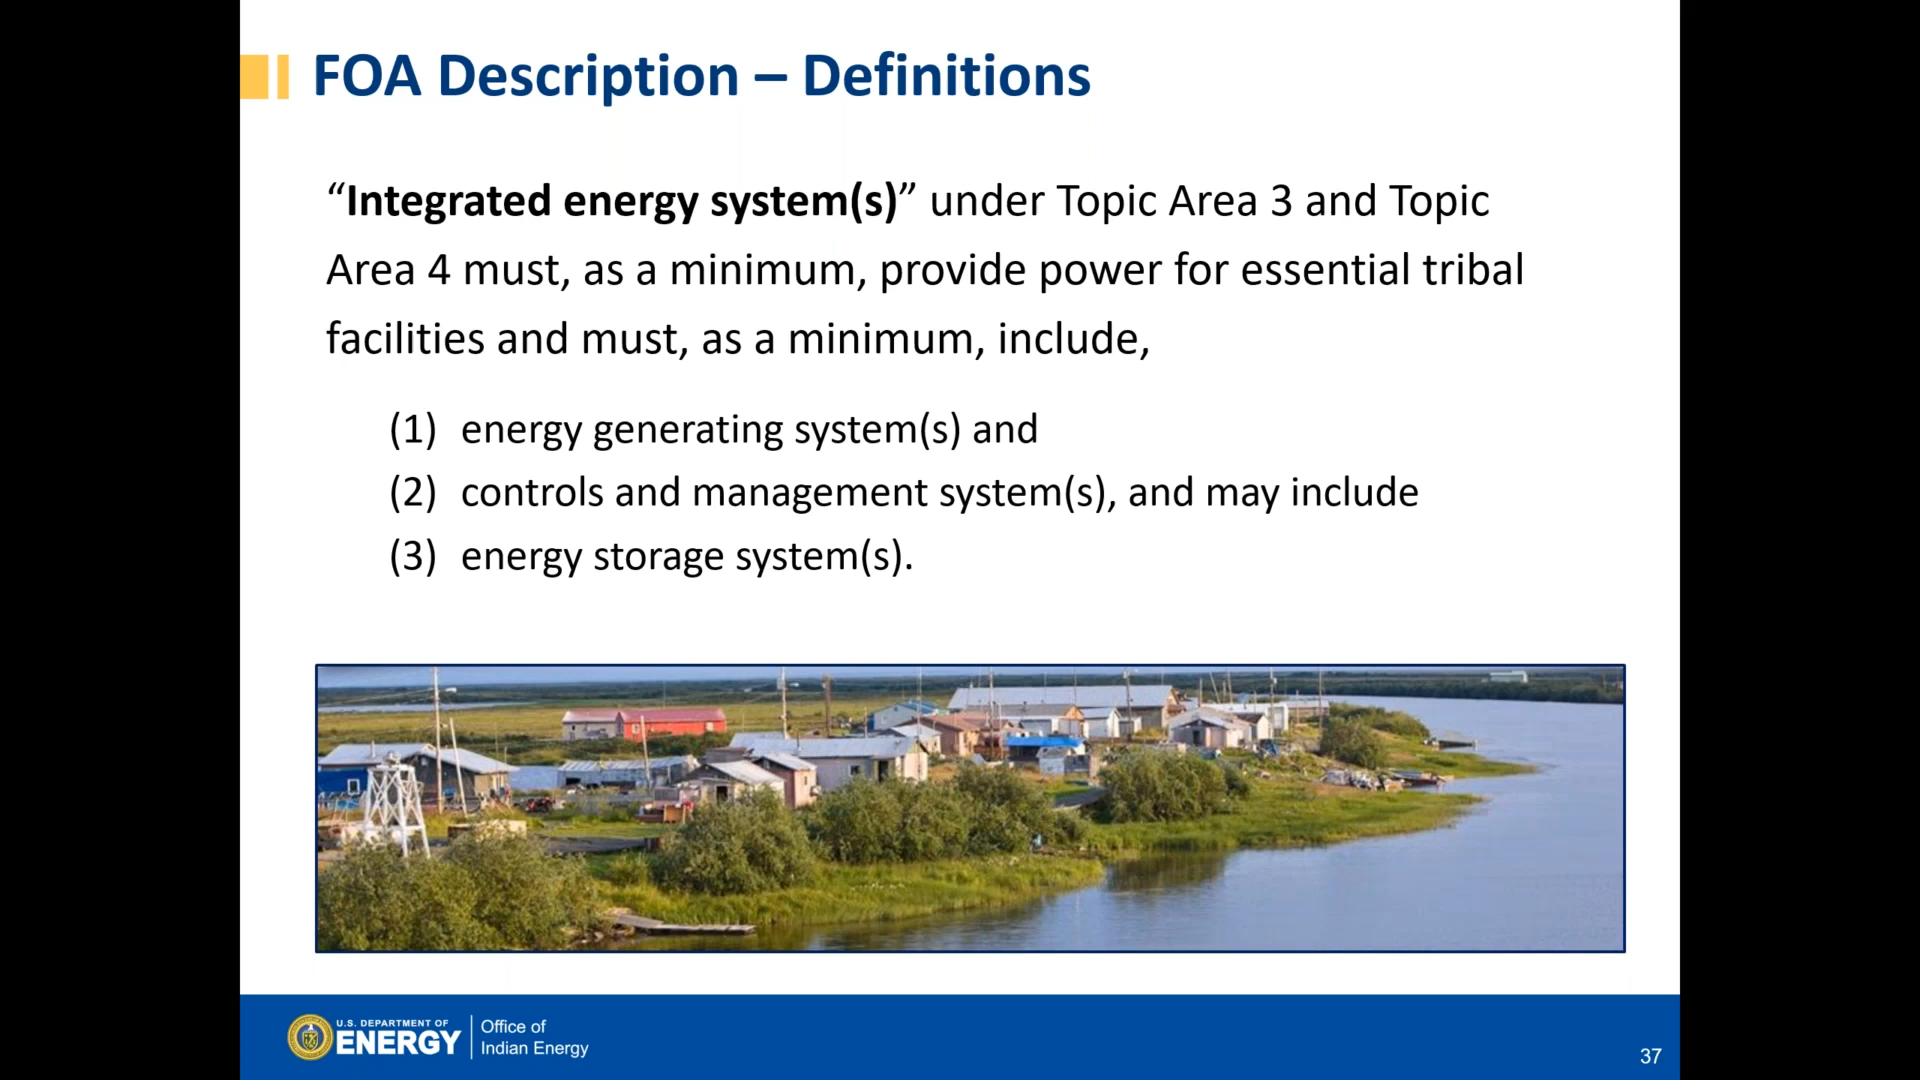 FOA Description – Definitions
“Integrated energy system(s)” under Topic Area 3 and Topic
Area 4 must, as a minimum, provide power for essential tribal
facilities and must, as a minimum, include,
(1) energy generating system(s) and
(2) controls and management system(s), and may include
(3) energy storage system(s).
U.S. DEPARTMENT OF
ENERGY
Office of
Indian Energy
37